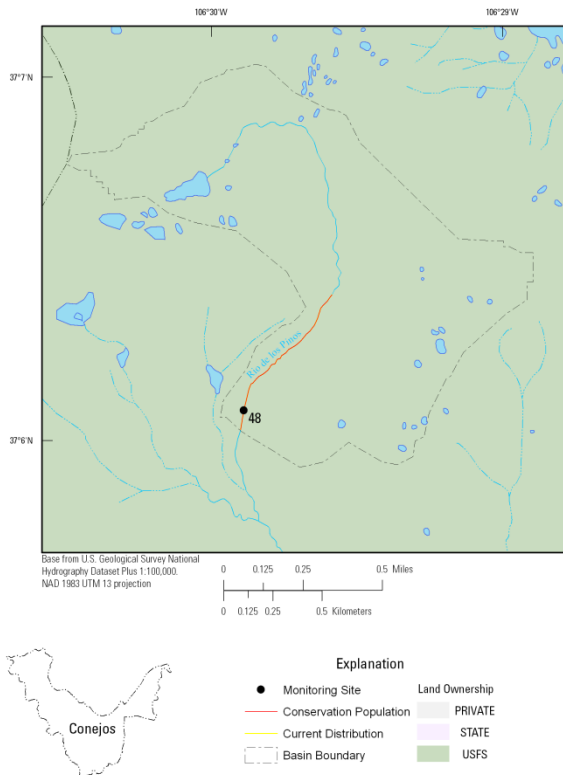 106°30'W
106°29'W
37°7'N
Rio de los Pinos
48
37°6'N
Base from U.S. Geological Survey National
Hydrography Dataset Plus 1:100,000.
NAD 1983 UTM 13 projection
0 0.125 0.25 0.5 Miles
0 0.125 0.25 0.5 Kilometers
Conejos
Explanation
Monitoring Site
Conservation Population
Current Distribution
Basin Boundary
Land Ownership
PRIVATE
STATE
USFS